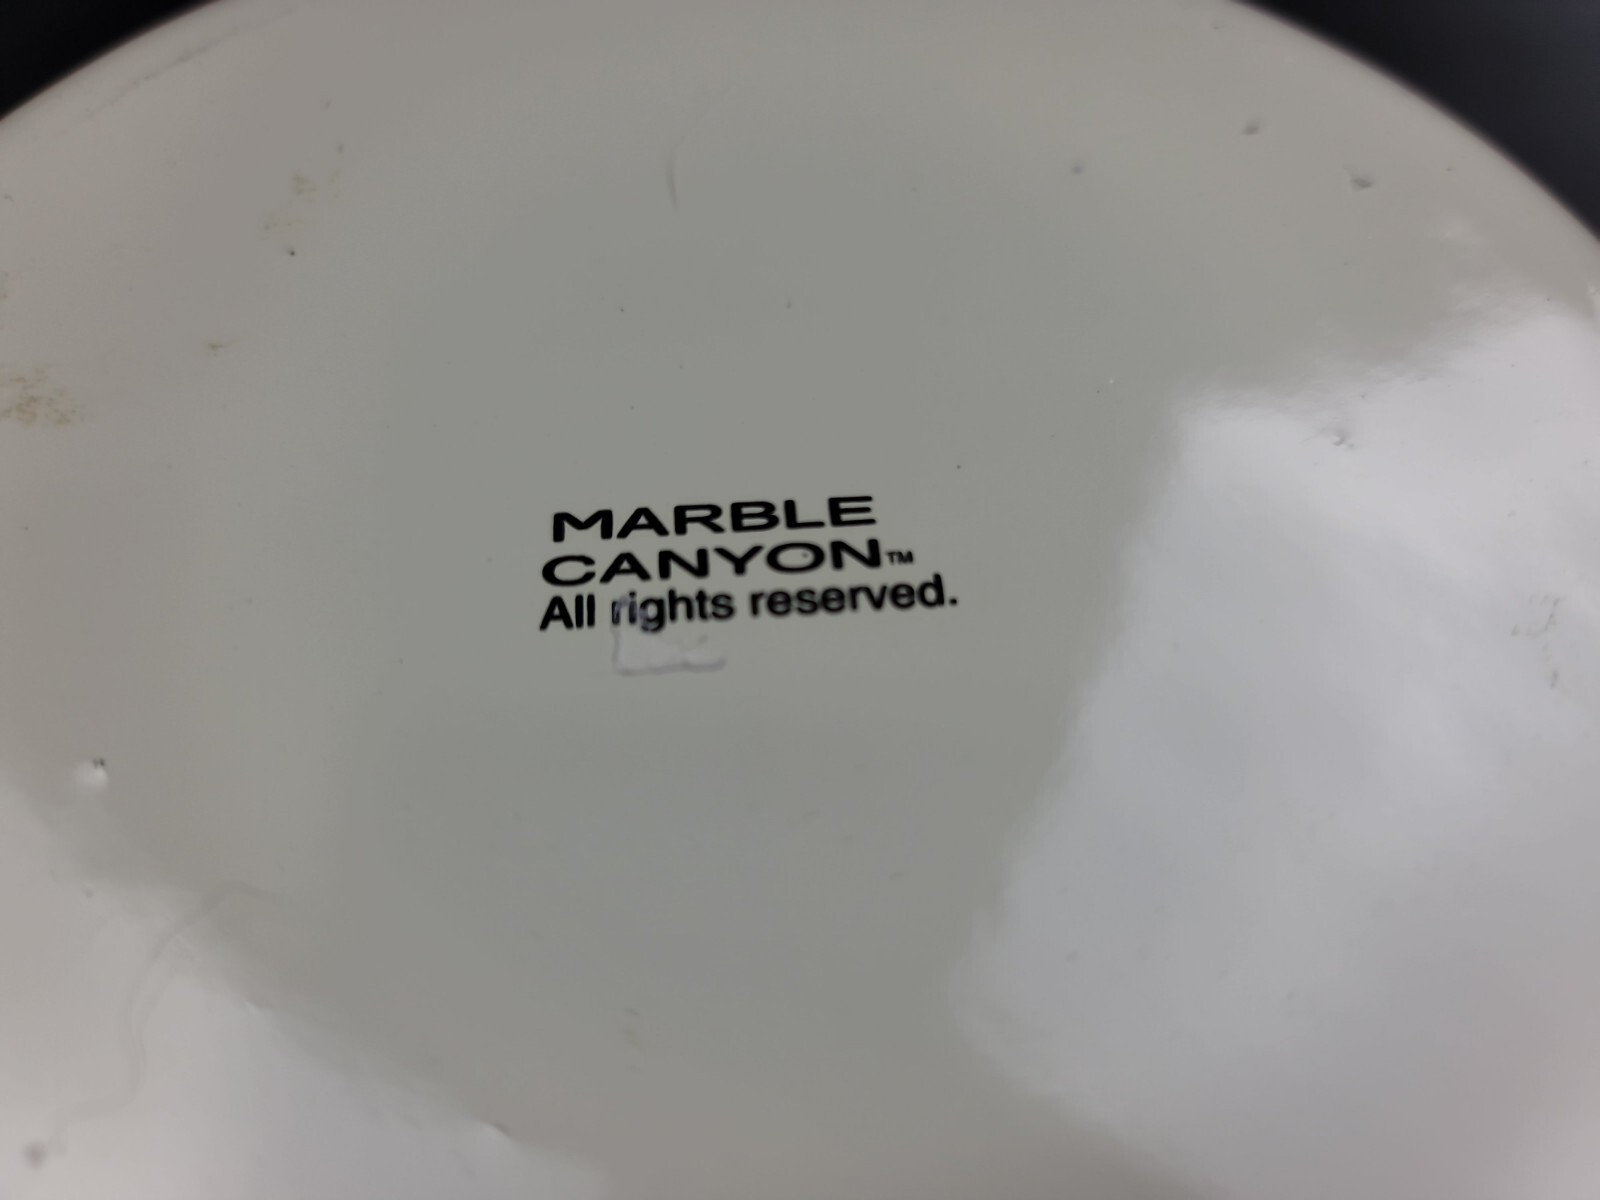 MARBLE
CANYON™
All rights reserved.